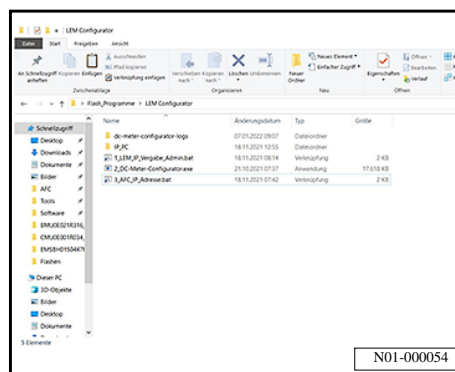 LEM Configurator
Datei Start Freigeben Ansicht
An Schnellzugriff anheften
Kopieren
Einfügen
Ausschneiden
Pfad kopieren
Verknüpfung einfügen
Verschieben nach
Kopieren nach
Löschen
Umbenennen
Neuer Ordner
Neues Element
Einfacher Zugriff
Eigenschaften
Öffnen
Bearbeiten
Verlauf
Zwischenablage Organisieren Neu Öffnen
Flash_Programme > LEM Configurator
Name Änderungsdatum Typ Größe
dc-meter-configurator-logs 07.01.2022 09:07 Dateiordner
IP_PC 18.11.2021 12:55 Dateiordner
1_LEM_IP_Vergabe_Admin.bat 18.11.2021 08:14 Verknüpfung 2 KB
2_DC-Meter-Configurator.exe 21.10.2021 07:37 Anwendung 17.618 KB
3_AFC_IP_Adresse.bat 18.11.2021 07:42 Verknüpfung 2 KB
Schnellzugriff
Desktop
Downloads
Dokumente
Bilder
AFC
Tools
Software
Flashen
Dieser PC
3D-Objekte
Bilder
Desktop
Dokumente
5 Elemente
N01-000054